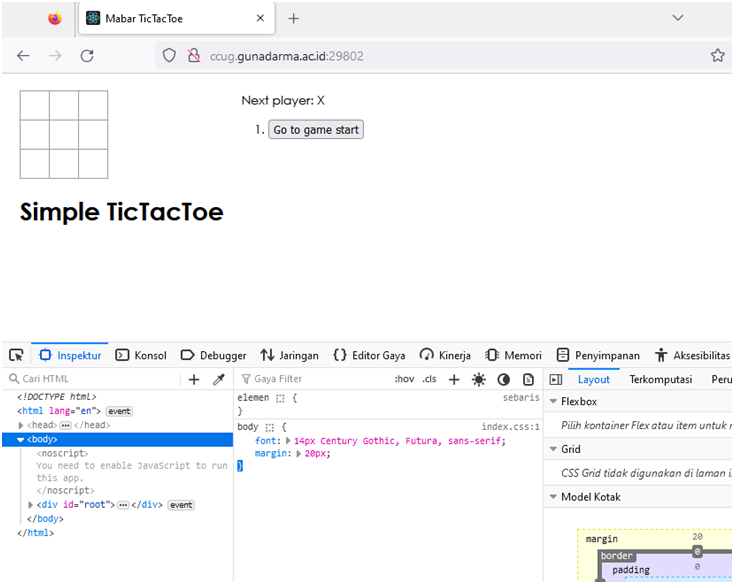 Mabar TicTacToe
ccug.gunadarma.ac.id:29802
Next player: X
1. Go to game start
Simple TicTacToe
Inspektur Konsol Debugger Jaringan Editor Gaya Kinerja Memori Penyimpanan Aksesibilitas
Cari HTML
<!DOCTYPE html>
<html lang="en"> event
<head> </head>
<body>
<noscript>
You need to enable JavaScript to run
this app.
</noscript>
<div id="root"> </div> event
</body>
</html>
Gaya Filter :hov .cls
elemen { sebaris
}
body { index.css:1
font: 14px Century Gothic, Futura, sans-serif;
margin: 20px;
}
Layout Terkomputasi Peru
Flexbox
Pilih kontainer Flex atau item untuk
Grid
CSS Grid tidak digunakan di laman
Model Kotak
margin 20
border 0
padding 0